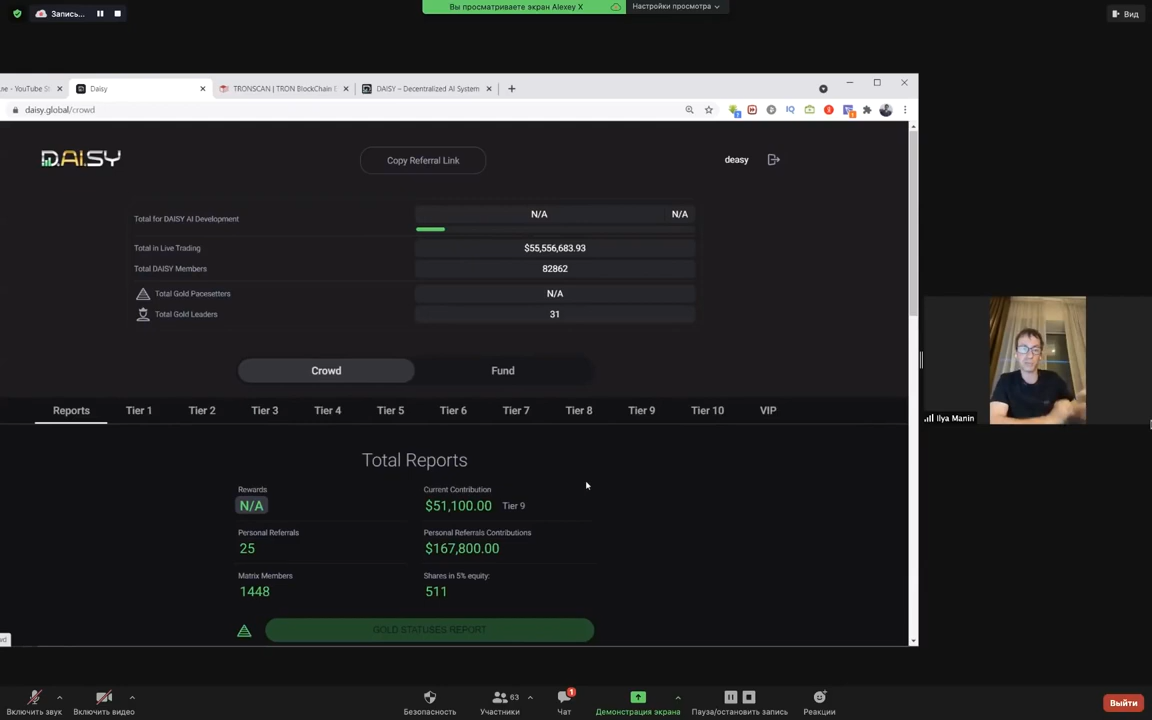 Запись...
Вы просматриваете экран Alexey X
Настройки просмотра
Вид
ле - YouTube S
Daisy
TRONSCAN | TRON BlockChain E
DAISY – Decentralized AI System
daisy.global/crowd
IQ
DAISY
Copy Referral Link
deasy
Total for DAISY AI Development
N/A
N/A
Total in Live Trading
$55,556,683.93
Total DAISY Members
82862
Total Gold Pacesetters
N/A
Total Gold Leaders
31
Crowd
Fund
Reports
Tier 1
Tier 2
Tier 3
Tier 4
Tier 5
Tier 6
Tier 7
Tier 8
Tier 9
Tier 10
VIP
Total Reports
Rewards
N/A
Current Contribution
$51,100.00 Tier 9
Personal Referrals
25
Personal Referrals Contributions
$167,800.00
Matrix Members
1448
Shares in 5% equity:
511
GOLD STATUSES REPORT
Ilya Manin
Включить звук
Включить видео
Безопасность
63
Участники
1
Чат
Демонстрация экрана
Пауза/остановить запись
Реакции
Выйти